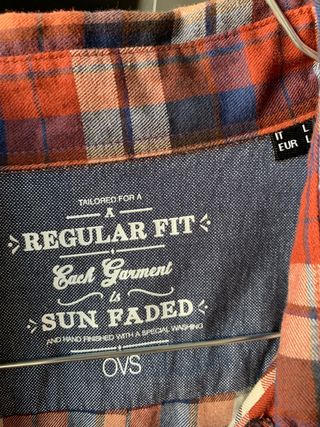 TAILORED FOR A
A
REGULAR FIT
Each Garment
is
SUN FADED
AND HAND FINISHED WITH A SPECIAL WASHING
OVS
IT L
EUR L